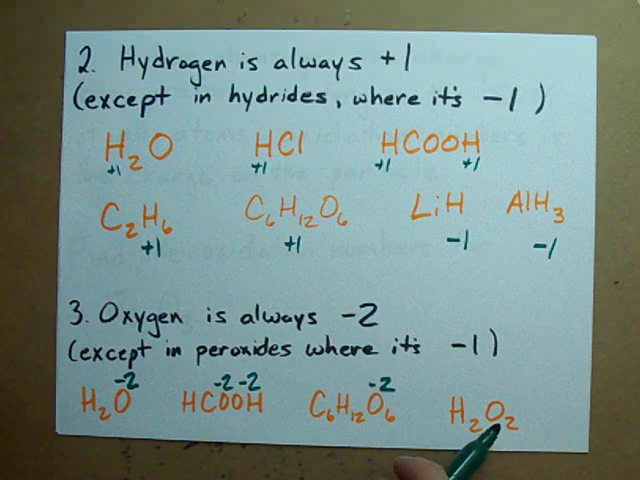 2. Hydrogen is always +1
(except in hydrides, where it's -1)
H2O HCl HCOOH
+1 +1 +1 +1
C2H6 C6H12O6 LiH AlH3
+1 +1 -1 -1
3. Oxygen is always -2
(except in peroxides where it's -1)
-2 -2 -2 -2
H2O HCOOH C6H12O6 H2O2